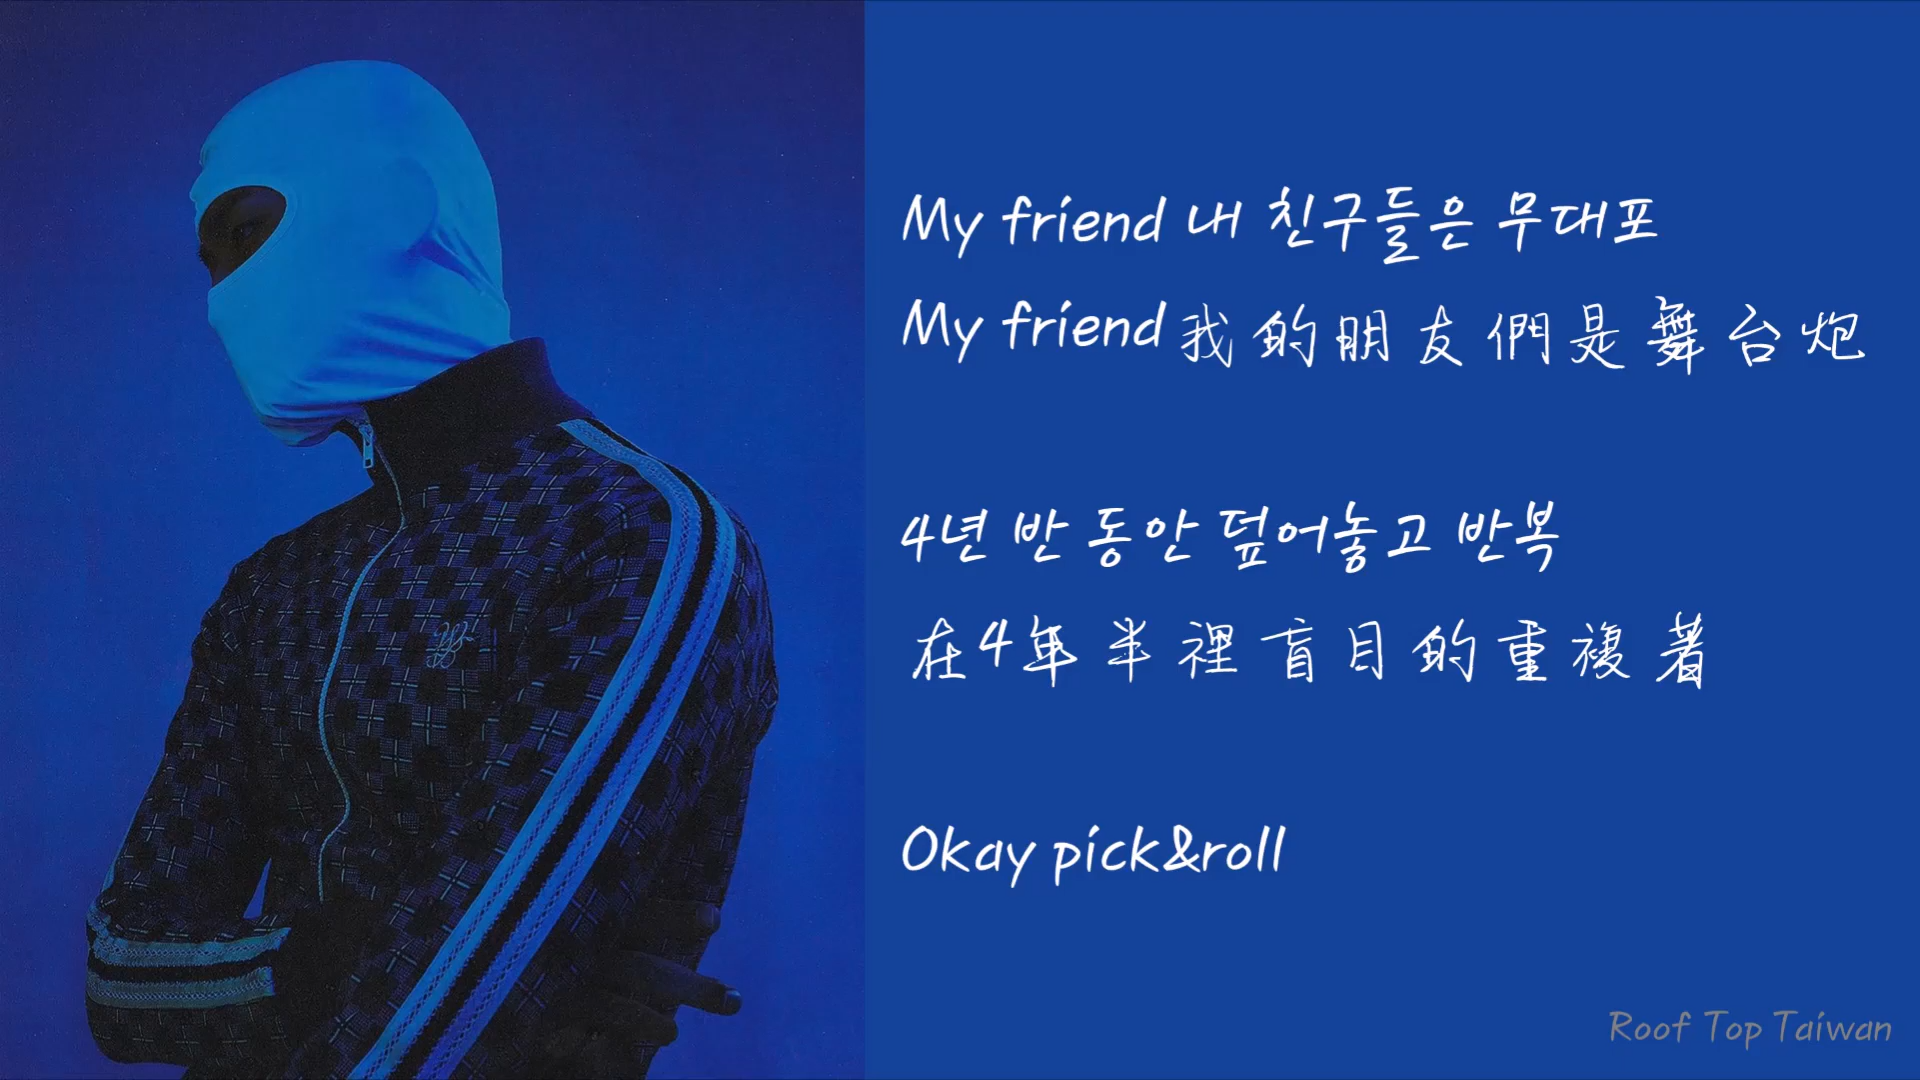 My friend 내 친구들은 무대포
My friend 我的朋友們是舞台炮
4년 반 동안 덮어놓고 반복
在4年半裡盲目的重複著
Okay pick&roll
Roof Top Taiwan